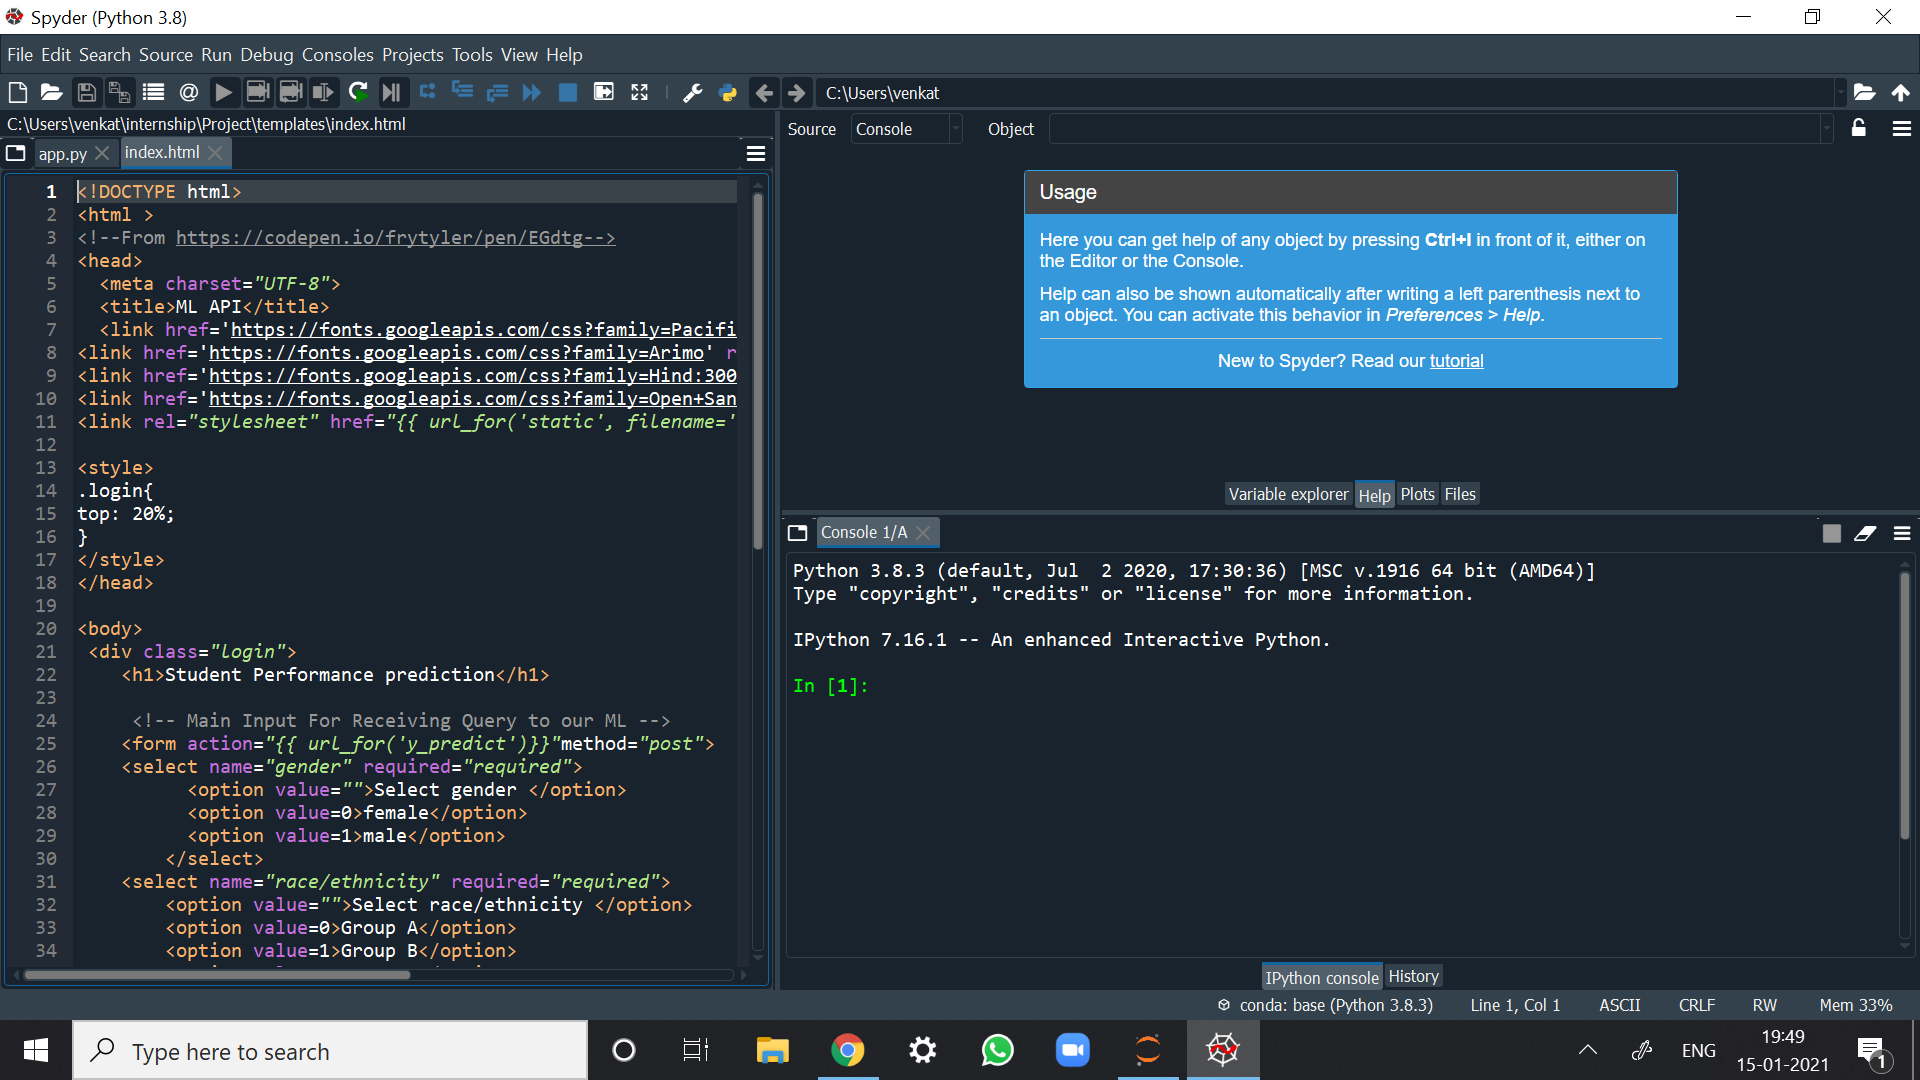 Spyder (Python 3.8)
File Edit Search Source Run Debug Consoles Projects Tools View Help
C:\Users\venkat
C:\Users\venkat\internship\Project\templates\index.html
app.py
index.html
1 <!DOCTYPE html>
2 <html >
3 <!--From https://codepen.io/frytyler/pen/EGdtg-->
4 <head>
5 <meta charset="UTF-8">
6 <title>ML API</title>
7 <link href='https://fonts.googleapis.com/css?family=Pacifi
8 <link href='https://fonts.googleapis.com/css?family=Arimo' r
9 <link href='https://fonts.googleapis.com/css?family=Hind:300
10 <link href='https://fonts.googleapis.com/css?family=Open+San
11 <link rel="stylesheet" href="{{ url_for('static', filename='
12
13 <style>
14 .login{
15 top: 20%;
16 }
17 </style>
18 </head>
19
20 <body>
21 <div class="login">
22 <h1>Student Performance prediction</h1>
23
24 <!-- Main Input For Receiving Query to our ML -->
25 <form action="{{ url_for('y_predict')}}"method="post">
26 <select name="gender" required="required">
27 <option value="">Select gender </option>
28 <option value=0>female</option>
29 <option value=1>male</option>
30 </select>
31 <select name="race/ethnicity" required="required">
32 <option value="">Select race/ethnicity </option>
33 <option value=0>Group A</option>
34 <option value=1>Group B</option>
Source Console Object
Usage
Here you can get help of any object by pressing Ctrl+I in front of it, either on
the Editor or the Console.
Help can also be shown automatically after writing a left parenthesis next to
an object. You can activate this behavior in Preferences > Help.
New to Spyder? Read our tutorial
Variable explorer Help Plots Files
Console 1/A
Python 3.8.3 (default, Jul  2 2020, 17:30:36) [MSC v.1916 64 bit (AMD64)]
Type "copyright", "credits" or "license" for more information.
IPython 7.16.1 -- An enhanced Interactive Python.
In [1]:
IPython console History
conda: base (Python 3.8.3) Line 1, Col 1 ASCII CRLF RW Mem 33%
Type here to search
ENG
19:49
15-01-2021
1